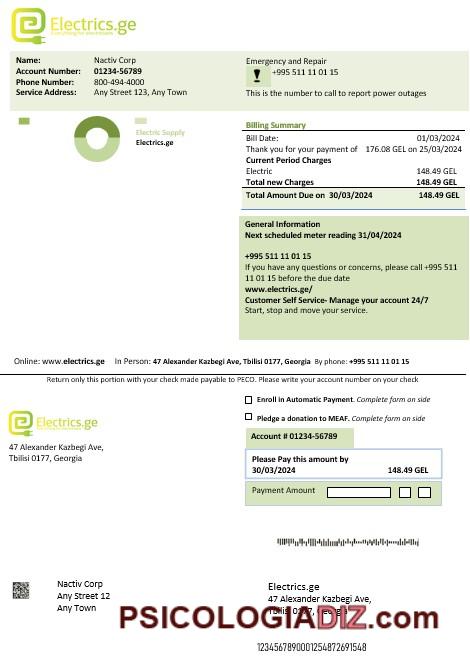 Electrics.ge
Name: Nactiv Corp
Account Number: 01234-56789
Phone Number: 800-494-4000
Service Address: Any Street 123, Any Town
Emergency and Repair
+995 511 11 01 15
This is the number to call to report power outages
Electric Supply
Electrics.ge
Billing Summary
Bill Date: 01/03/2024
Thank you for your payment of 176.08 GEL on 25/03/2024
Current Period Charges
Electric 148.49 GEL
Total new Charges 148.49 GEL
Total Amount Due on 30/03/2024 148.49 GEL
General Information
Next scheduled meter reading 31/04/2024
+995 511 11 01 15
If you have any questions or concerns, please call +995 511
11 01 15 before the due date
www.electrics.ge/
Customer Self Service- Manage your account 24/7
Start, stop and move your service.
Online: www.electrics.ge In Person: 47 Alexander Kazbegi Ave, Tbilisi 0177, Georgia By phone: +995 511 11 01 15
Return only this portion with your check made payable to PECO. Please write your account number on your check
Electrics.ge
47 Alexander Kazbegi Ave,
Tbilisi 0177, Georgia
Enroll in Automatic Payment. Complete form on side
Pledge a donation to MEAF. Complete form on side
Account # 01234-56789
Please Pay this amount by
30/03/2024 148.49 GEL
Payment Amount
Nactiv Corp
Any Street 12
Any Town
Electrics.ge
47 Alexander Kazbegi Ave,
Tbilisi 0177, Georgia
PSICOLOGIADIZ.com
1234567890001254872691548